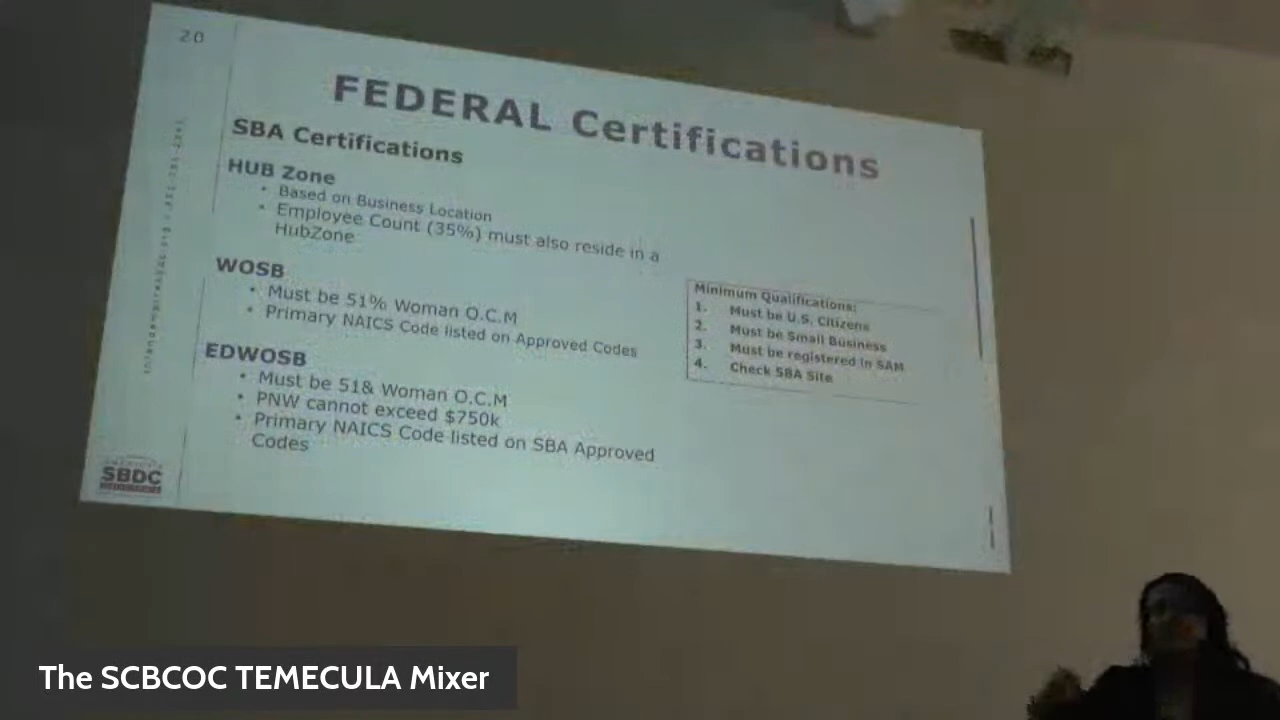 20
FEDERAL Certifications
SBA Certifications
HUB Zone
• Based on Business Location
• Employee Count (35%) must also reside in a
HubZone
WOSB
• Must be 51% Woman O.C.M
• Primary NAICS Code listed on Approved Codes
EDWOSB
• Must be 51& Woman O.C.M
• PNW cannot exceed $750k
• Primary NAICS Code listed on SBA Approved
Codes
Minimum Qualifications:
1. Must be U.S. Citizens
2. Must be Small Business
3. Must be registered in SAM
4. Check SBA Site
SBDC
The SCBCOC TEMECULA Mixer